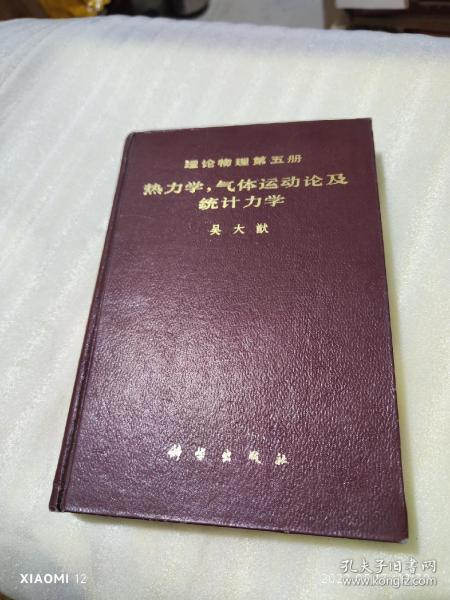 理论物理第五册
热力学，气体运动论及
统计力学
吴大猷
科学出版社
XIAOMI 12
孔夫子旧书网
www.kongfz.com